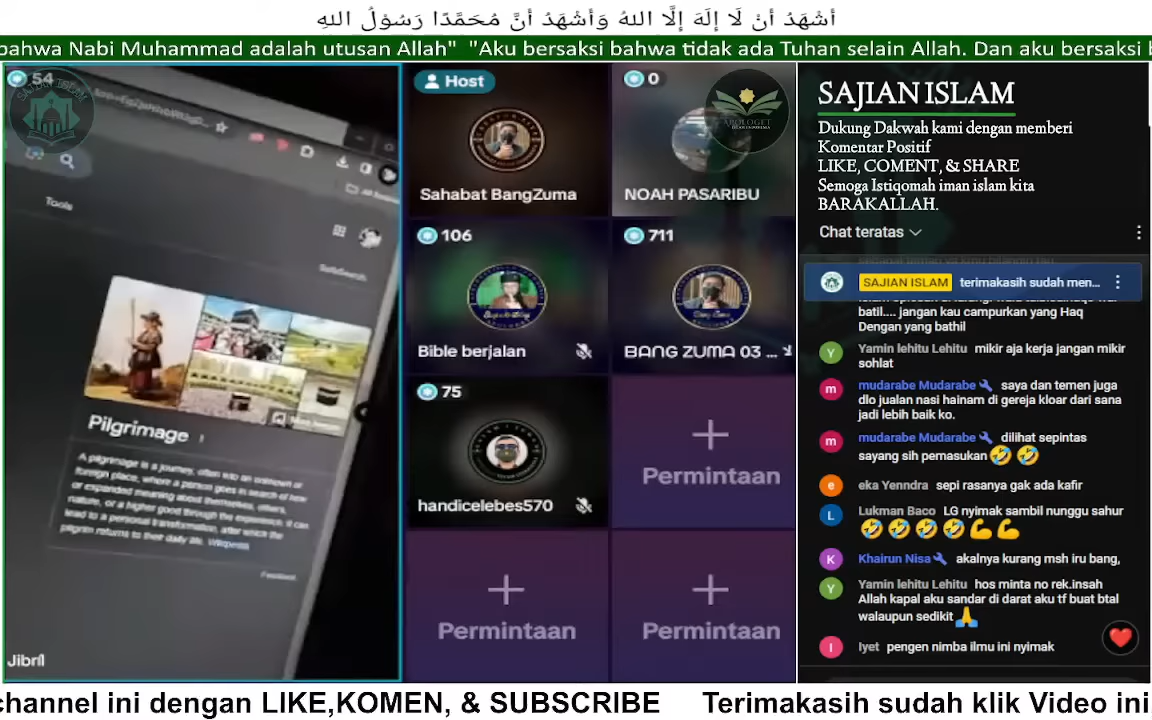 أشْهَدُ أنْ لَا إلَهَ إلَّا اللهُ وَأشْهَدُ أنَّ مُحَمَّدًا رَسُوْلُ اللهِ
bahwa Nabi Muhammad adalah utusan Allah" "Aku bersaksi bahwa tidak ada Tuhan selain Allah. Dan aku bersaksi b
54
SAJIAN ISLAM
Tools
SafeSearch
Pilgrimage
A pilgrimage is a journey, often into an unknown or
foreign place, where a person goes in search of new
or expanded meaning about themselves, others,
nature, or a higher good through the experience. It can
lead to a personal transformation, after which the
pilgrim returns to their daily life. Wikipedia
Feedback
Jibril
Host
Sahabat BangZuma
0
APOLOGET
NOAH PASARIBU
106
Bible berjalan
711
BANG ZUMA 03 ...
75
handicelebes570
Permintaan
Permintaan
Permintaan
SAJIAN ISLAM
Dukung Dakwah kami dengan memberi
Komentar Positif
LIKE, COMENT, & SHARE
Semoga Istiqomah iman islam kita
BARAKALLAH.
Chat teratas
SAJIAN ISLAM terimakasih sudah men...
batil.... jangan kau campurkan yang Haq
Dengan yang bathil
Y Yamin lehitu Lehitu mikir aja kerja jangan mikir
sohlat
m mudarabe Mudarabe saya dan temen juga
dlo jualan nasi hainam di gereja kloar dari sana
jadi lebih baik ko.
m mudarabe Mudarabe dilihat sepintas
sayang sih pemasukan 🤣 🤣
e eka Yenndra sepi rasanya gak ada kafir
L Lukman Baco LG nyimak sambil nunggu sahur
🤣🤣🤣🤣💪💪
K Khairun Nisa akalnya kurang msh iru bang,
Y Yamin lehitu Lehitu hos minta no rek.insah
Allah kapal aku sandar di darat aku tf buat btal
walaupun sedikit 🙏
I Iyet pengen nimba ilmu ini nyimak
channel ini dengan LIKE,KOMEN, & SUBSCRIBE Terimakasih sudah klik Video ini